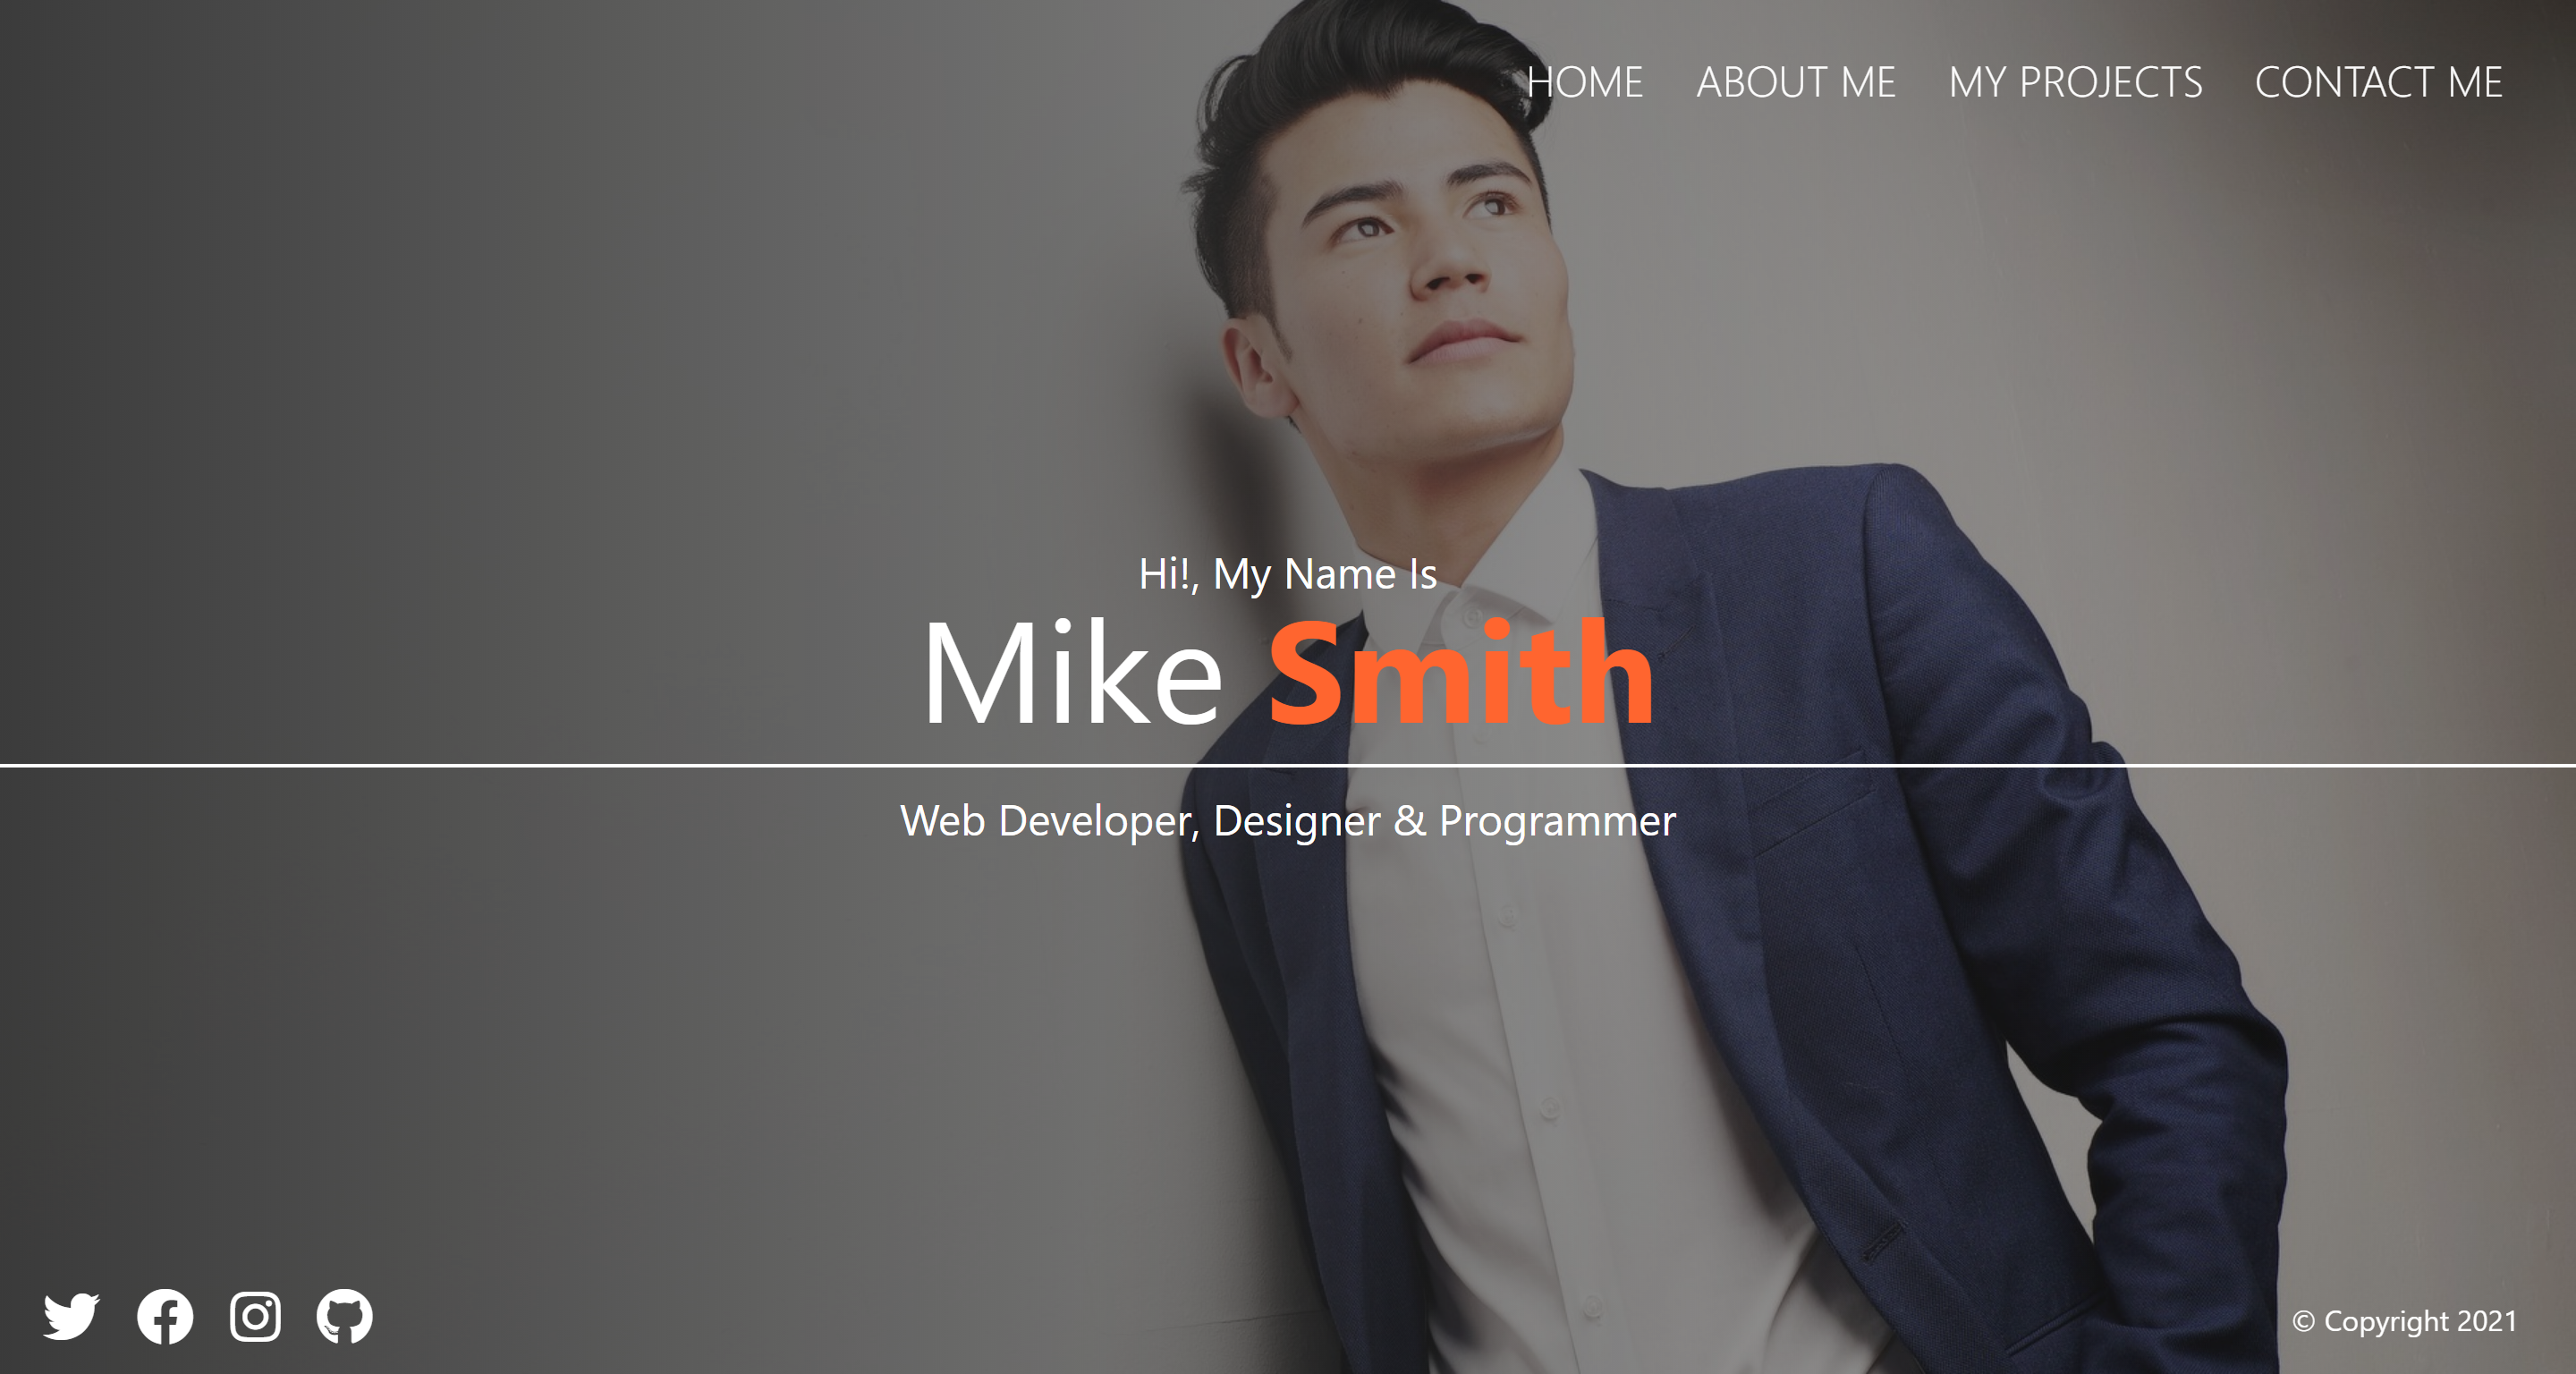 HOME ABOUT ME MY PROJECTS CONTACT ME
Hi!, My Name Is
Mike Smith
Web Developer, Designer & Programmer
© Copyright 2021